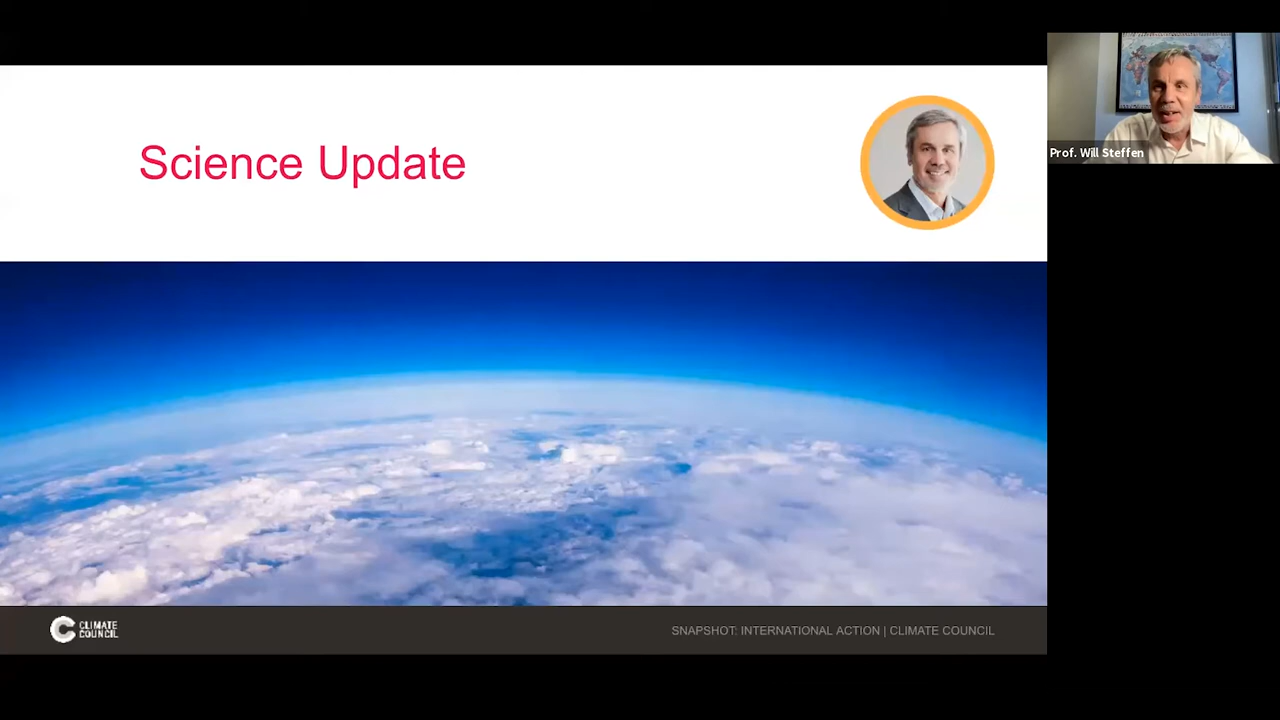 Science Update
Prof. Will Steffen
CLIMATE
COUNCIL
SNAPSHOT: INTERNATIONAL ACTION | CLIMATE COUNCIL